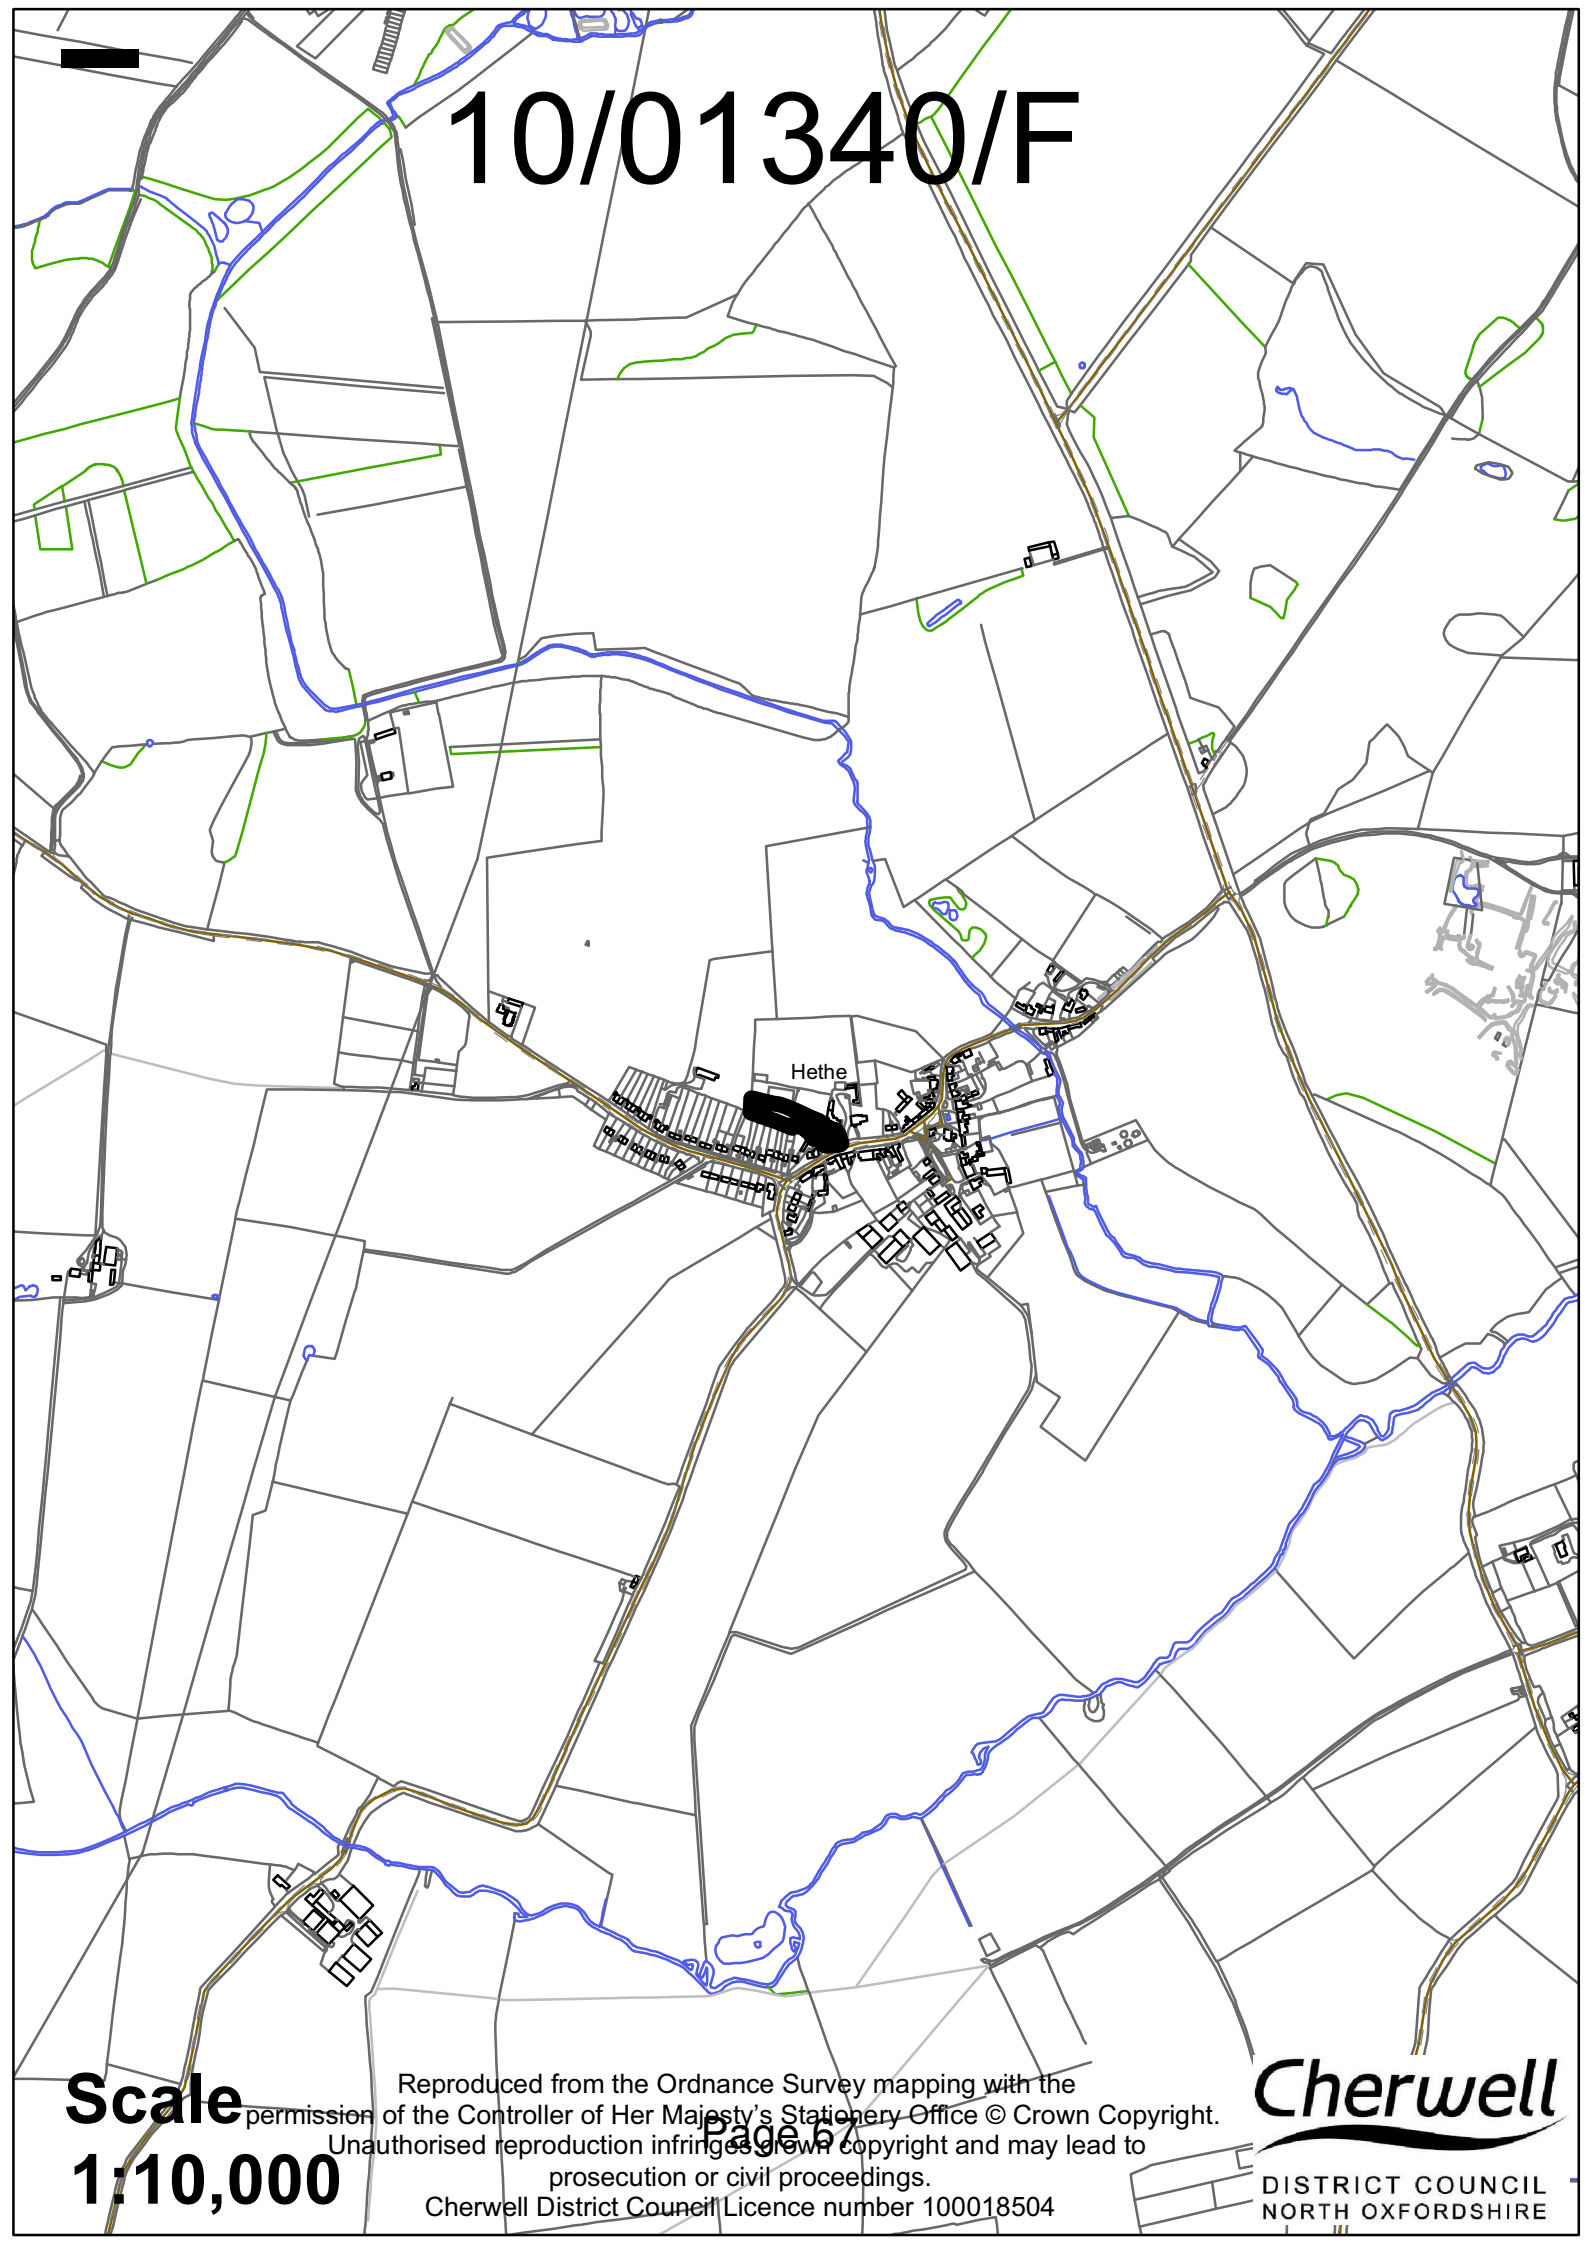 10/01340/F
Hethe
Scale
1:10,000
Reproduced from the Ordnance Survey mapping with the
permission of the Controller of Her Majesty's Stationery Office © Crown Copyright.
Unauthorised reproduction infringes crown copyright and may lead to
prosecution or civil proceedings.
Cherwell District Council Licence number 100018504
Page 67
Cherwell
DISTRICT COUNCIL
NORTH OXFORDSHIRE